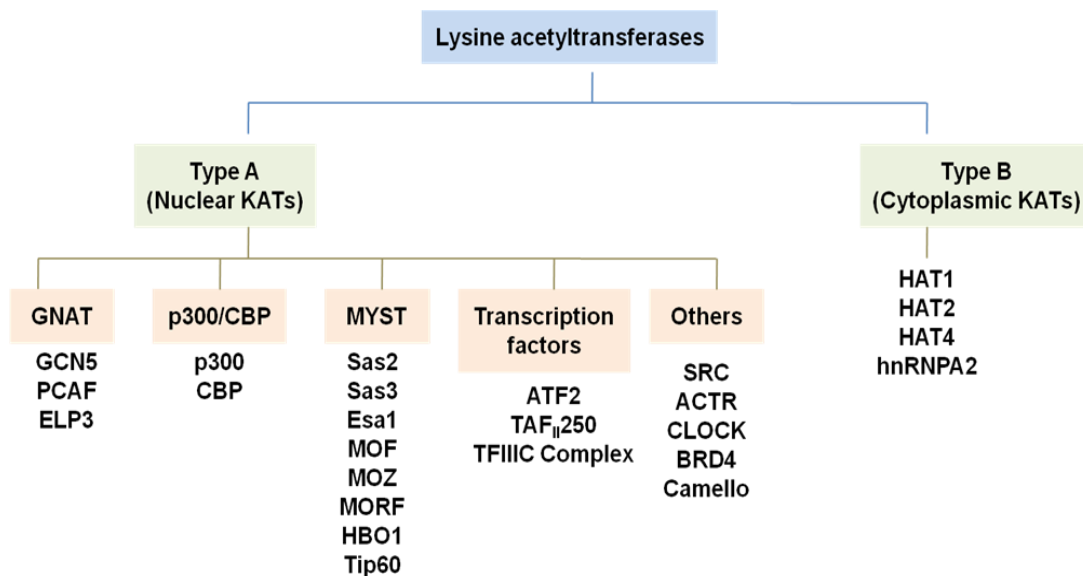 Lysine acetyltransferases
Type A
(Nuclear KATs)
Type B
(Cytoplasmic KATs)
GNAT
GCN5
PCAF
ELP3
p300/CBP
p300
CBP
MYST
Sas2
Sas3
Esa1
MOF
MOZ
MORF
HBO1
Tip60
Transcription
factors
ATF2
TAFII250
TFIIIC Complex
Others
SRC
ACTR
CLOCK
BRD4
Camello
HAT1
HAT2
HAT4
hnRNPA2